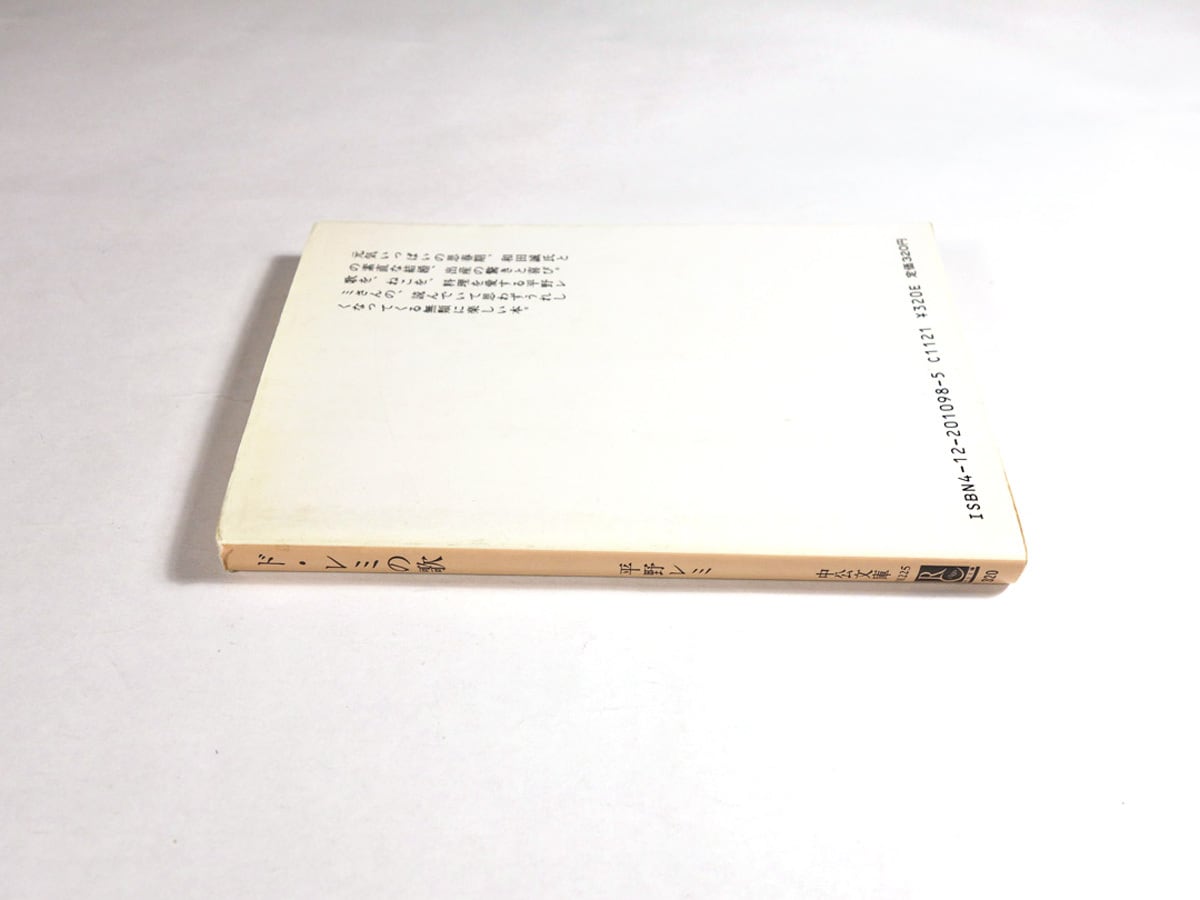 元気いっぱいの思春期、和田誠氏と
の素直な結婚、出産の驚きと喜び。
歌を、ねこを、料理を愛する平野レ
ミさんの、読んでいて思わずうれし
くなってくる無類に楽しい本。
ISBN4-12-201098-5 C1121 ¥320E 定価320円
ド・レミの歌
平野レミ
中公文庫
R
320